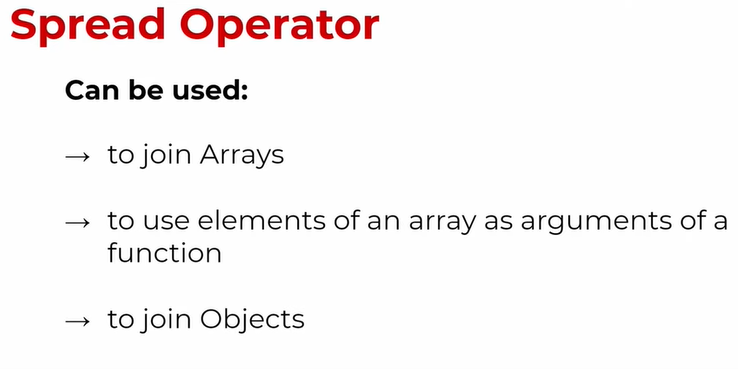 Spread Operator
Can be used:
→ to join Arrays
→ to use elements of an array as arguments of a
function
→ to join Objects